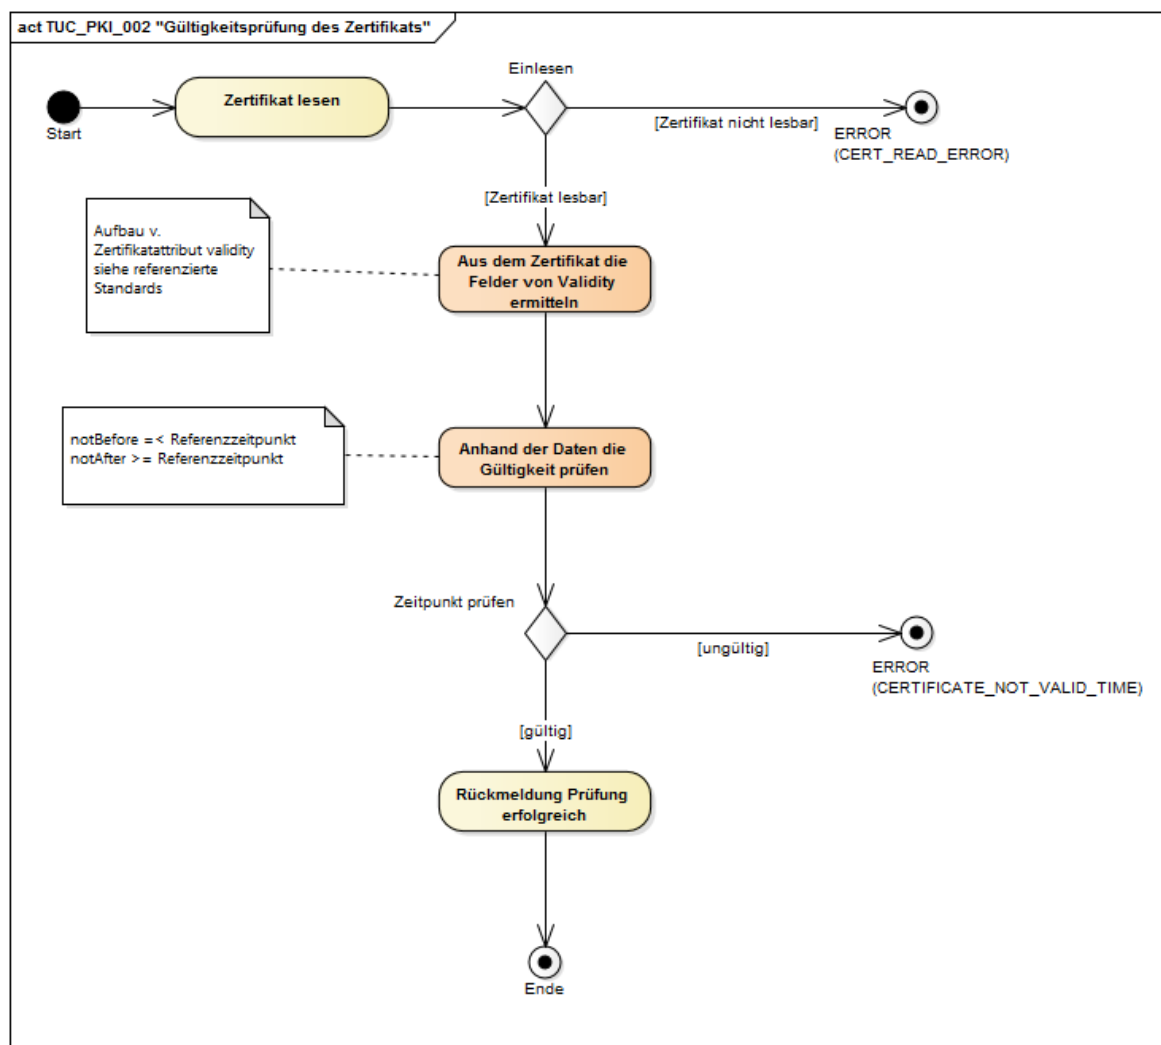 act TUC_PKI_002 "Gültigkeitsprüfung des Zertifikats"
Einlesen
Zertifikat lesen
Start
[Zertifikat nicht lesbar]
ERROR
(CERT_READ_ERROR)
[Zertifikat lesbar]
Aufbau v.
Zertifikatattribut validity
siehe referenzierte
Standards
Aus dem Zertifikat die
Felder von Validity
ermitteln
notBefore =< Referenzzeitpunkt
notAfter >= Referenzzeitpunkt
Anhand der Daten die
Gültigkeit prüfen
Zeitpunkt prüfen
[ungültig]
ERROR
(CERTIFICATE_NOT_VALID_TIME)
[gültig]
Rückmeldung Prüfung
erfolgreich
Ende